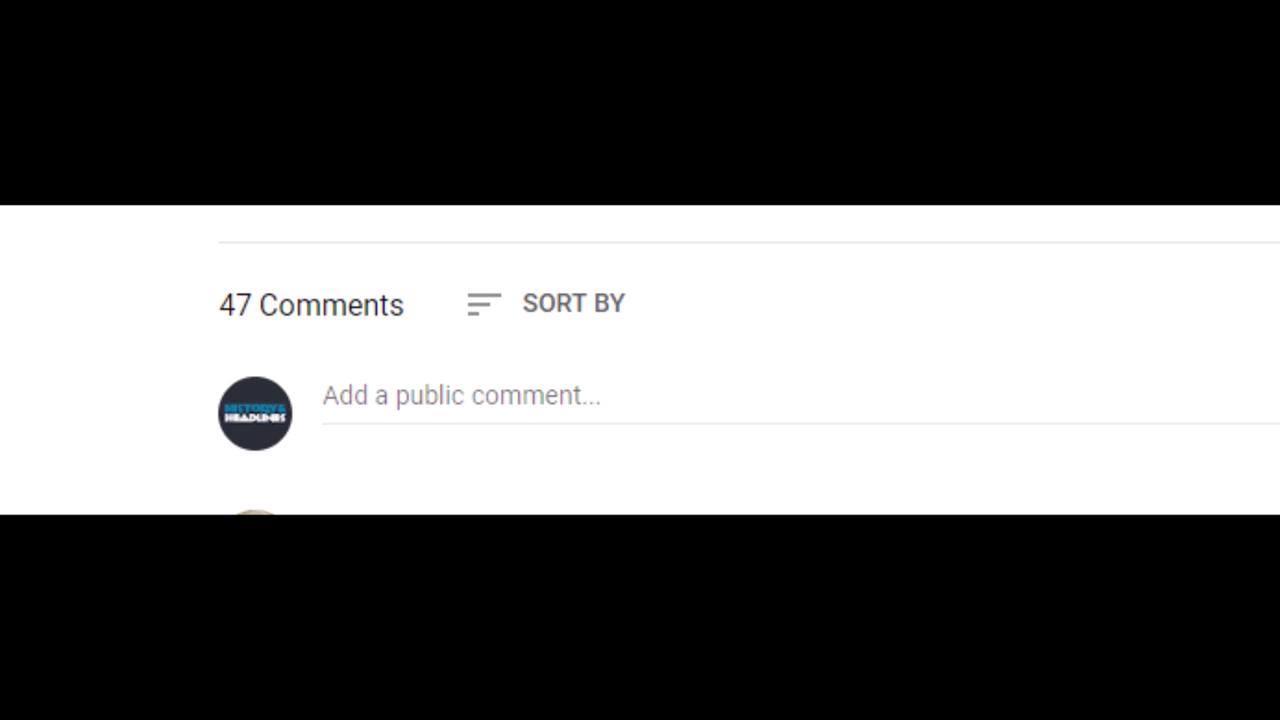 47 Comments
SORT BY
HISTORY&
HEADLINES
Add a public comment...